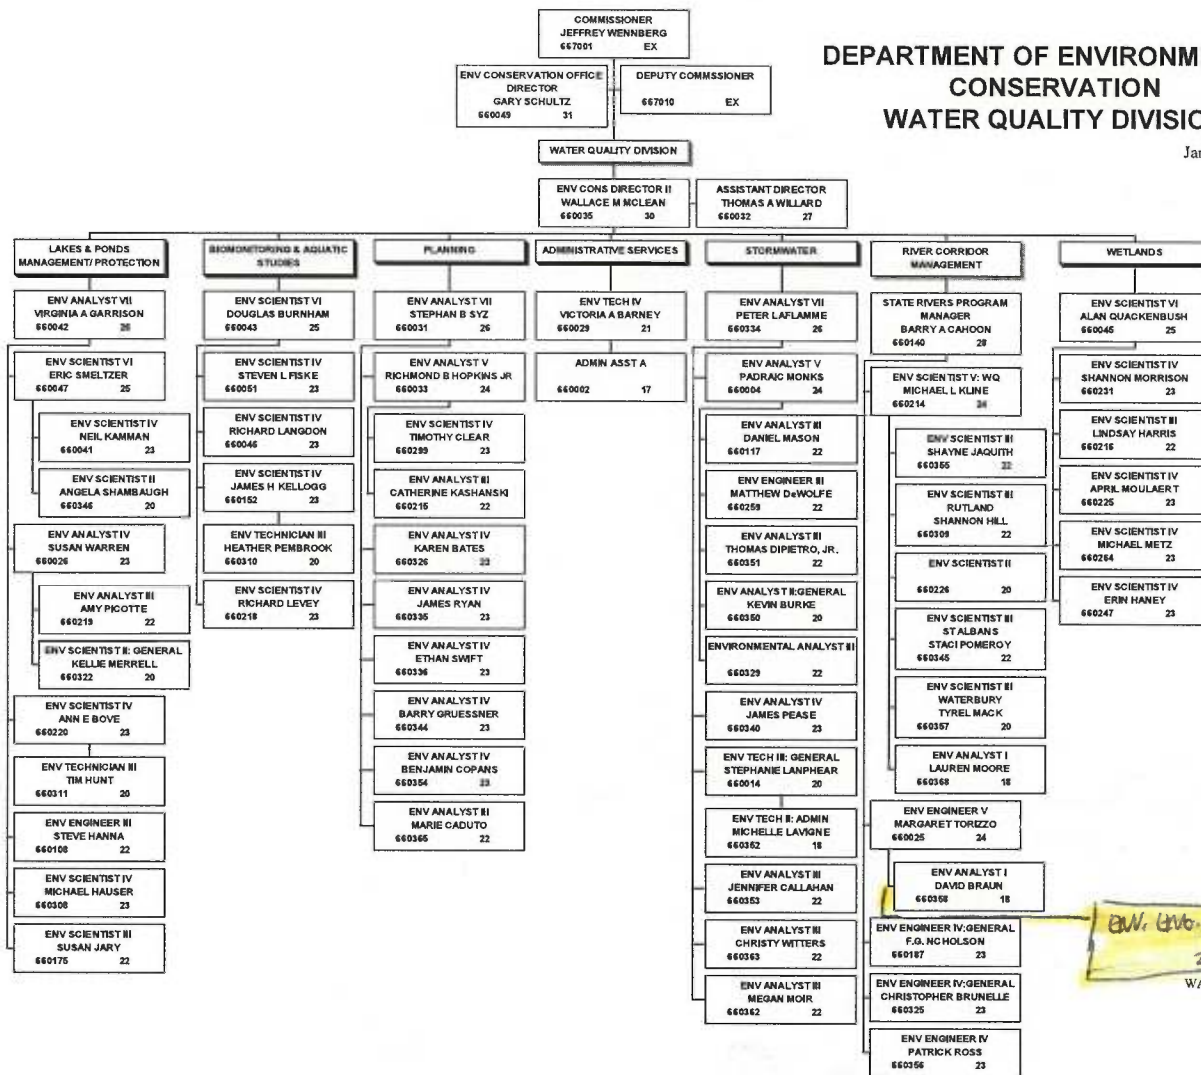 COMMISSIONER
JEFFREY WENNBERG
667001 EX
DEPARTMENT OF ENVIRONM
CONSERVATION
WATER QUALITY DIVISIO
Jan
ENV CONSERVATION OFFICE
DIRECTOR
GARY SCHULTZ
660049 31
DEPUTY COMMSSIONER
667010 EX
WATER QUALITY DIVISION
ENV CONS DIRECTOR II
WALLACE M MCLEAN
660035 30
ASSISTANT DIRECTOR
THOMAS A WILLARD
660032 27
LAKES & PONDS
MANAGEMENT/ PROTECTION
ENV ANALYST VII
VIRGINIA A GARRISON
660042 26
ENV SCIENTIST VI
ERIC SMELTZER
660047 25
ENV SCIENTIST IV
NEIL KAMMAN
660041 23
ENV SCIENTIST II
ANGELA SHAMBAUGH
660346 20
ENV ANALYST IV
SUSAN WARREN
660026 23
ENV ANALYST III
AMY PICOTTE
660219 22
ENV SCIENTIST II: GENERAL
KELLIE MERRELL
660322 20
ENV SCIENTIST IV
ANN E BOVE
660220 23
ENV TECHNICIAN III
TIM HUNT
660311 20
ENV ENGINEER III
STEVE HANNA
660108 22
ENV SCIENTIST IV
MICHAEL HAUSER
660308 23
ENV SCIENTIST III
SUSAN JARY
660175 22
BIOMONITORING & AQUATIC
STUDIES
ENV SCIENTIST VI
DOUGLAS BURNHAM
660043 25
ENV SCIENTIST IV
STEVEN L FISKE
660051 23
ENV SCIENTIST IV
RICHARD LANGDON
660046 23
ENV SCIENTIST IV
JAMES H KELLOGG
660152 23
ENV TECHNICIAN III
HEATHER PEMBROOK
660310 20
ENV SCIENTIST IV
RICHARD LEVEY
660218 23
PLANNING
ENV ANALYST VII
STEPHAN B SYZ
660031 26
ENV ANALYST V
RICHMOND B HOPKINS JR
660033 24
ENV SCIENTIST IV
TIMOTHY CLEAR
660299 23
ENV ANALYST III
CATHERINE KASHANSKI
660215 22
ENV ANALYST IV
KAREN BATES
660326 23
ENV ANALYST IV
JAMES RYAN
660335 23
ENV ANALYST IV
ETHAN SWIFT
660336 23
ENV ANALYST IV
BARRY GRUESSNER
660344 23
ENV ANALYST IV
BENJAMIN COPANS
660354 23
ENV ANALYST III
MARIE CADUTO
660365 22
ADMINISTRATIVE SERVICES
ENV TECH IV
VICTORIA A BARNEY
660029 21
ADMIN ASST A
660002 17
STORMWATER
ENV ANALYST VII
PETER LAFLAMME
660334 26
ENV ANALYST V
PADRAIC MONKS
660004 24
ENV ANALYST III
DANIEL MASON
660117 22
ENV ENGINEER III
MATTHEW DeWOLFE
660259 22
ENV ANALYST III
THOMAS DIPIETRO, JR.
660351 22
ENV ANALYST II:GENERAL
KEVIN BURKE
660350 20
ENVIRONMENTAL ANALYST III
660329 22
ENV ANALYST IV
JAMES PEASE
660340 23
ENV TECH III: GENERAL
STEPHANIE LANPHEAR
660014 20
ENV TECH II: ADMIN
MICHELLE LAVIGNE
660352 18
ENV ANALYST III
JENNIFER CALLAHAN
660353 22
ENV ANALYST III
CHRISTY WITTERS
660363 22
ENV ANALYST III
MEGAN MOIR
660362 22
RIVER CORRIDOR
MANAGEMENT
STATE RIVERS PROGRAM
MANAGER
BARRY A CAHOON
660140 28
ENV SCIENTIST V: WQ
MICHAEL L KLINE
660214 24
ENV SCIENTIST III
SHAYNE JAQUITH
660355 22
ENV SCIENTIST III
RUTLAND
SHANNON HILL
660309 22
ENV SCIENTIST II
660226 20
ENV SCIENTIST III
ST ALBANS
STACI POMEROY
660345 22
ENV SCIENTIST III
WATERBURY
TYREL MACK
660357 20
ENV ANALYST I
LAUREN MOORE
660368 18
ENV ENGINEER V
MARGARET TORIZZO
660025 24
ENV ANALYST I
DAVID BRAUN
660358 18
ENV ENGINEER IV:GENERAL
F.G. NCHOLSON
660187 23
ENV ENGINEER IV:GENERAL
CHRISTOPHER BRUNELLE
660325 23
ENV ENGINEER IV
PATRICK ROSS
660356 23
WETLANDS
ENV SCIENTIST VI
ALAN QUACKENBUSH
660045 25
ENV SCIENTIST IV
SHANNON MORRISON
660231 23
ENV SCIENTIST III
LINDSAY HARRIS
660216 22
ENV SCIENTIST IV
APRIL MOULAERT
660225 23
ENV SCIENTIST IV
MICHAEL METZ
660264 23
ENV SCIENTIST IV
ERIN HANEY
660247 23
ENV. ENG.
2
WA